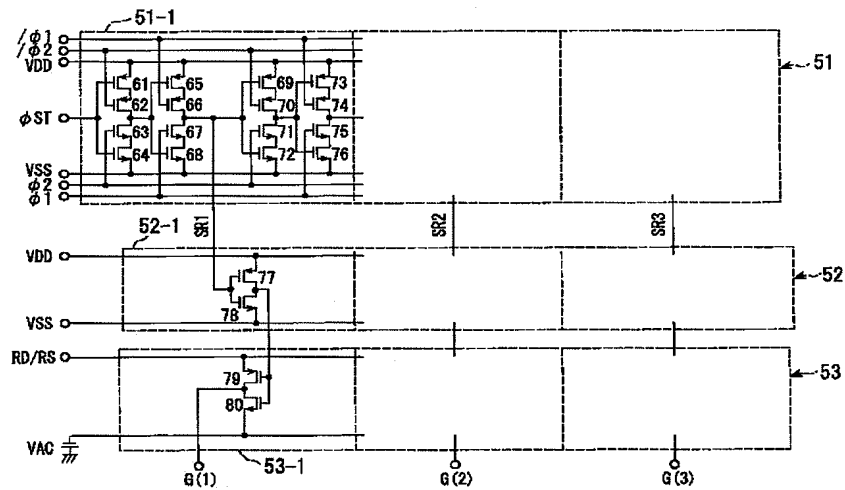 51-1
/φ1
/φ2
VDD
61 65 69 73
51
62 66 70 74
φST
63 67 71 75
64 68 72 76
VSS
φ2
φ1
SR1 SR2 SR3
52-1
VDD
77
52
78
VSS
RD/RS
79
53
80
VAC
53-1
G(1) G(2) G(3)